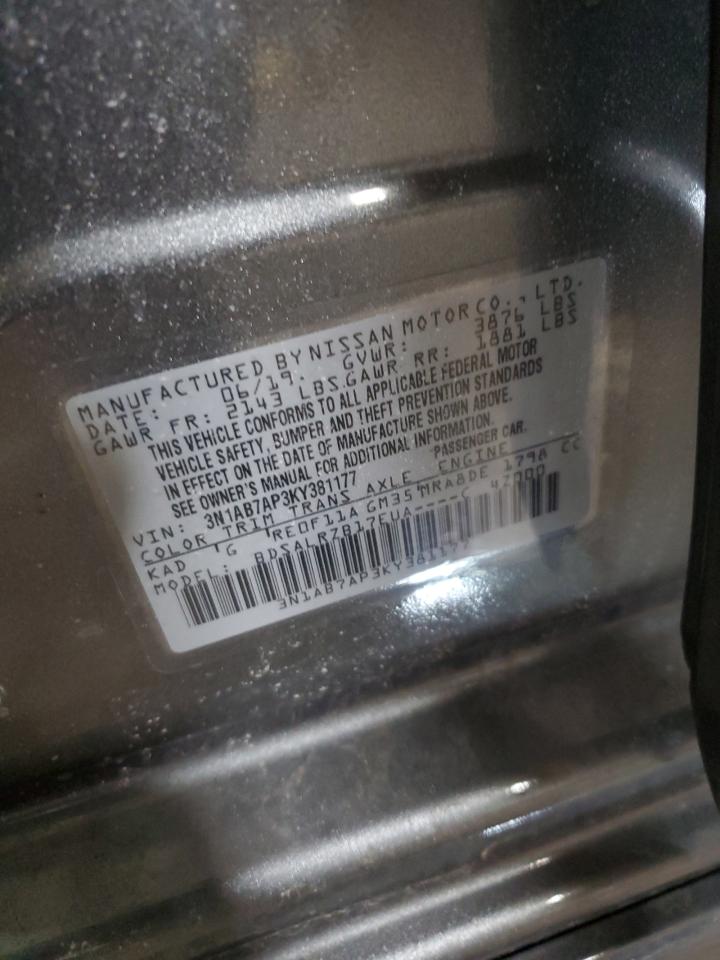 MANUFACTURED BY NISSAN MOTOR CO., LTD.
DATE: 06/19. GVWR: 3876 LBS
GAWR FR: 2143 LBS.GAWR RR: 1881 LBS
THIS VEHICLE CONFORMS TO ALL APPLICABLE FEDERAL MOTOR
VEHICLE SAFETY, BUMPER AND THEFT PREVENTION STANDARDS
IN EFFECT ON THE DATE OF MANUFACTURE SHOWN ABOVE.
SEE OWNER'S MANUAL FOR ADDITIONAL INFORMATION.
VIN: 3N1AB7AP3KY381177 PASSENGER CAR.
COLOR TRIM TRANS AXLE ENGINE
KAD G RE0F11A GM35 MRA8DE 1798 CC
MODEL: BDSALRZB17EUA----C 4Z000
3N1AB7AP3KY381177